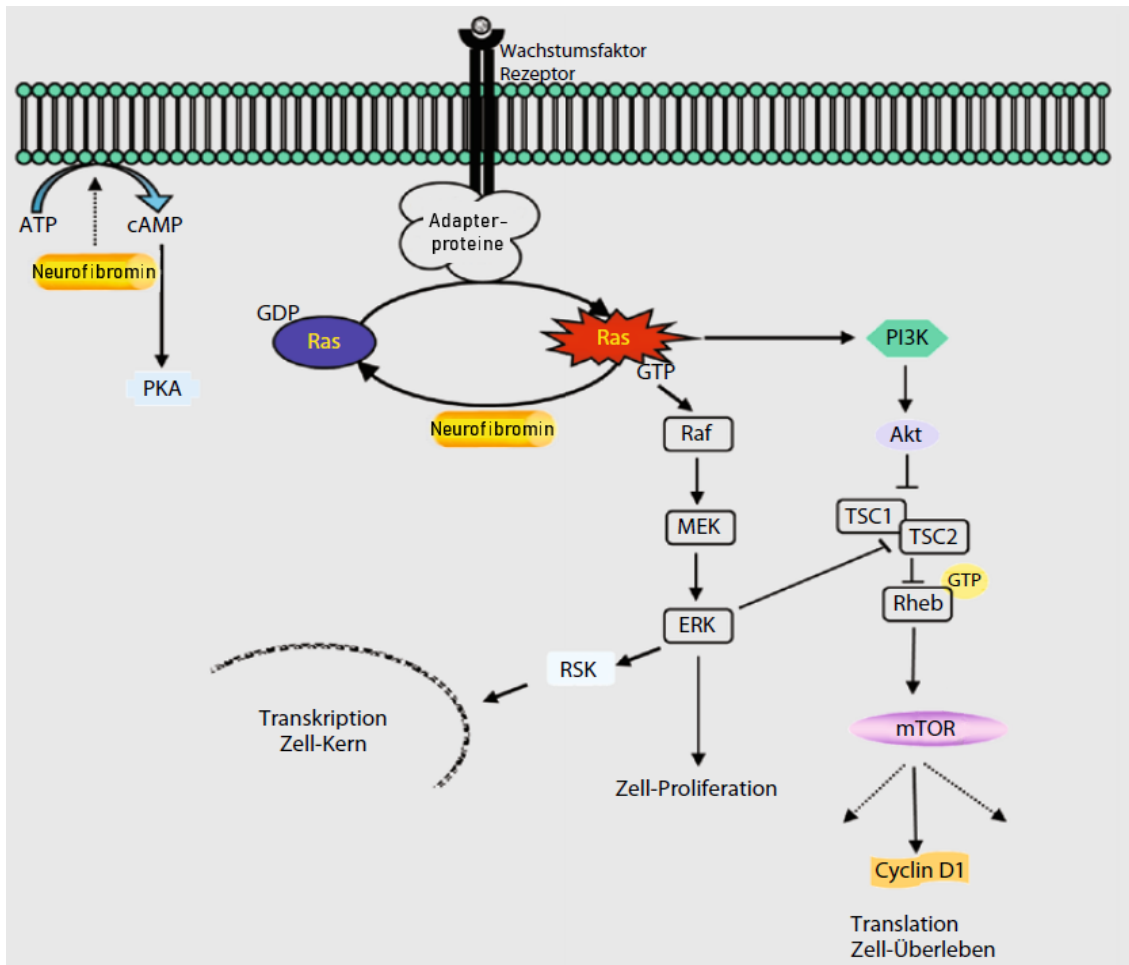 Wachstumsfaktor
Rezeptor
ATP
cAMP
Adapter-
proteine
Neurofibromin
GDP
Ras
Ras
GTP
PI3K
PKA
Neurofibromin
Raf
Akt
TSC1
MEK
TSC2
GTP
Rheb
ERK
RSK
Transkription
Zell-Kern
mTOR
Zell-Proliferation
Cyclin D1
Translation
Zell-Überleben